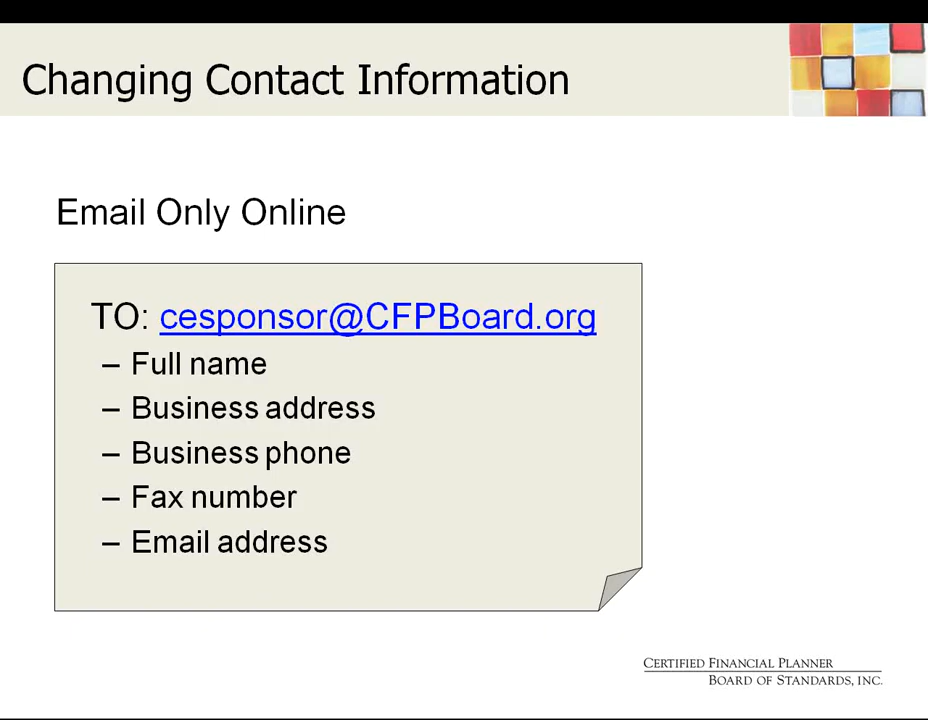 Changing Contact Information
Email Only Online
TO: cesponsor@CFPBoard.org
– Full name
– Business address
– Business phone
– Fax number
– Email address
CERTIFIED FINANCIAL PLANNER
BOARD OF STANDARDS, INC.